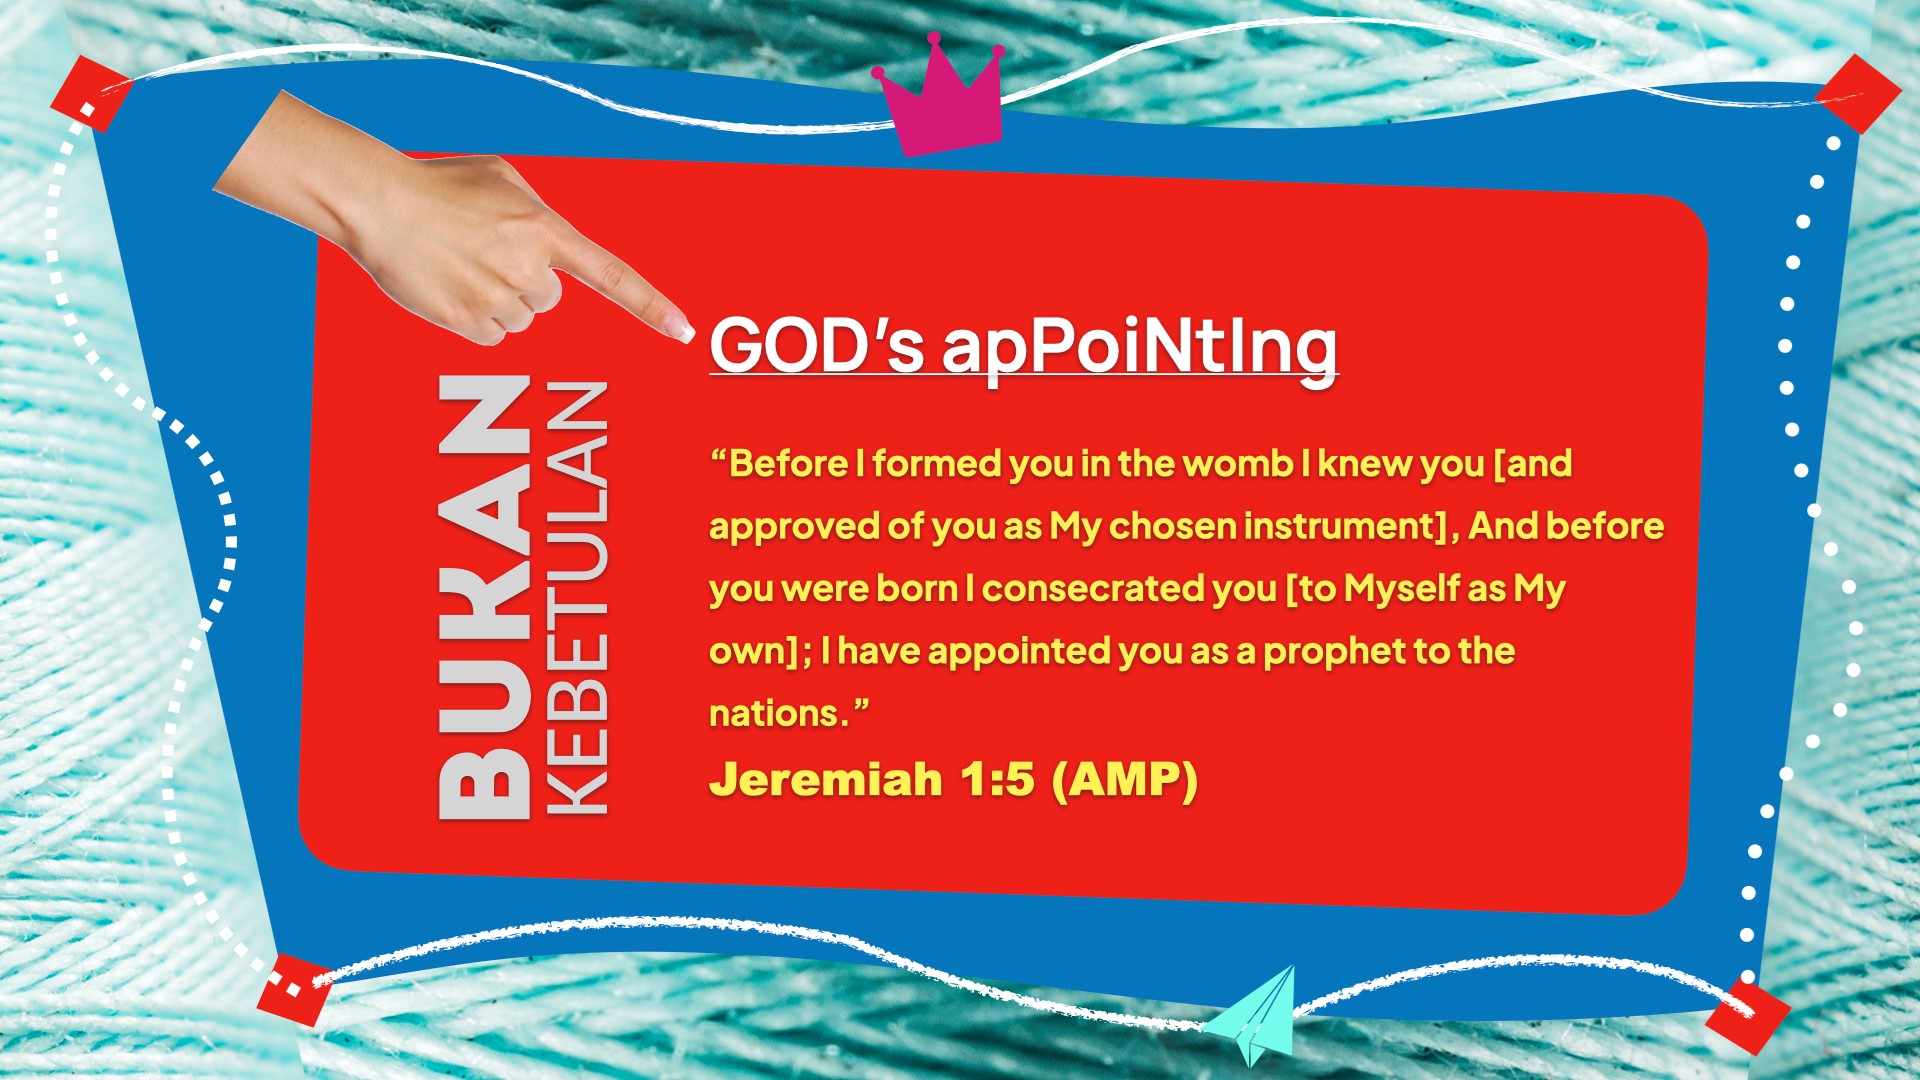 BUKAN
KEBETULAN
GOD's apPoiNtIng
“Before I formed you in the womb I knew you [and
approved of you as My chosen instrument], And before
you were born I consecrated you [to Myself as My
own]; I have appointed you as a prophet to the
nations.”
Jeremiah 1:5 (AMP)